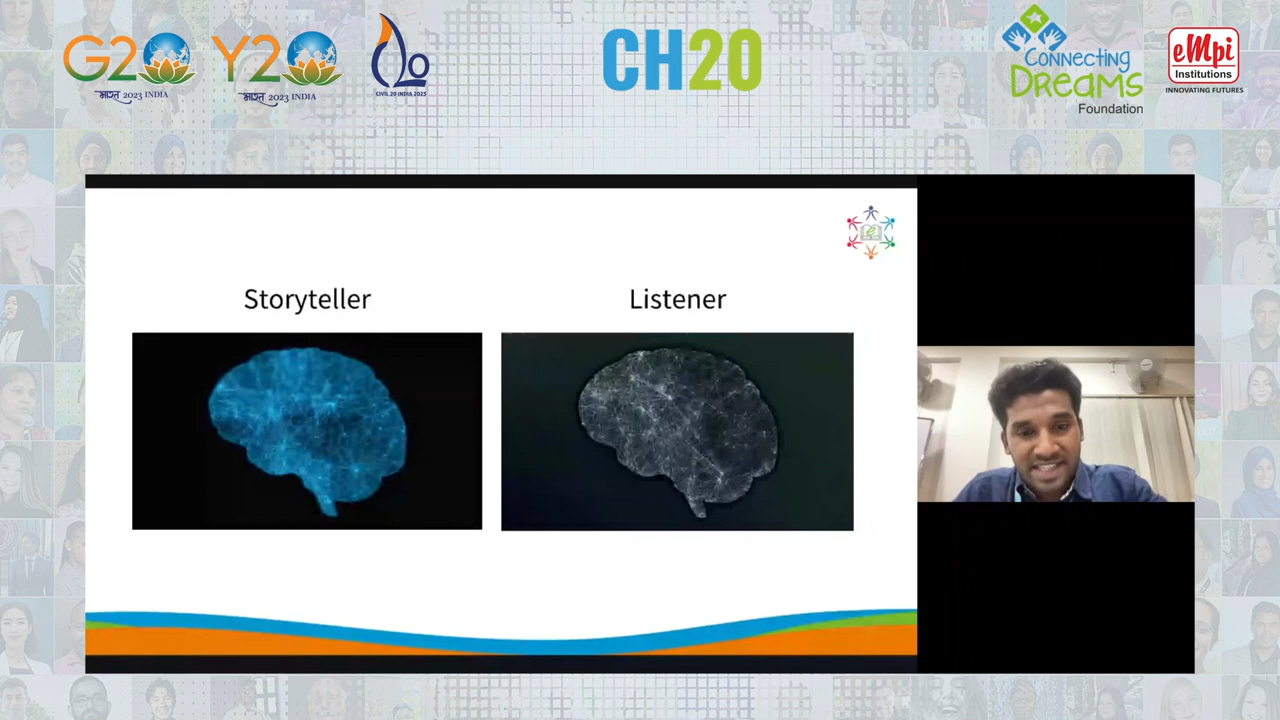 G20
भारत 2023 INDIA
Y20
भारत 2023 INDIA
20
CIVIL 20 INDIA 2023
CH20
CONNECTING
DREAMS
Foundation
eMpi
Institutions
INNOVATING FUTURES
Storyteller
Listener